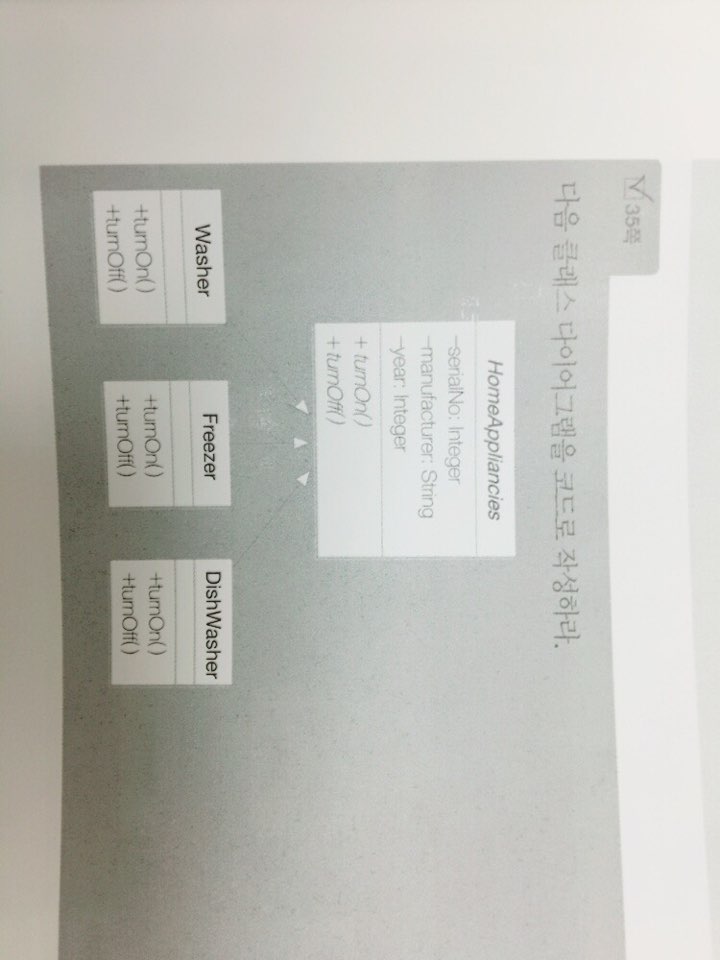 35쪽
다음 클래스 다이어그램을 코드로 작성하라.
HomeAppliancies
-serialNo: Integer
-manufacturer: String
-year: Integer
+ turnOn()
+ turnOff()
Washer
+turnOn()
+turnOff()
Freezer
+turnOn()
+turnOff()
DishWasher
+turnOn()
+turnOff()